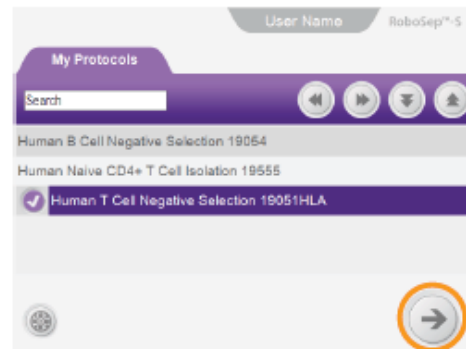 User Name
RoboSep™-S
My Protocols
Search
Human B Cell Negative Selection 19054
Human Naive CD4+ T Cell Isolation 19555
Human T Cell Negative Selection 19051HLA